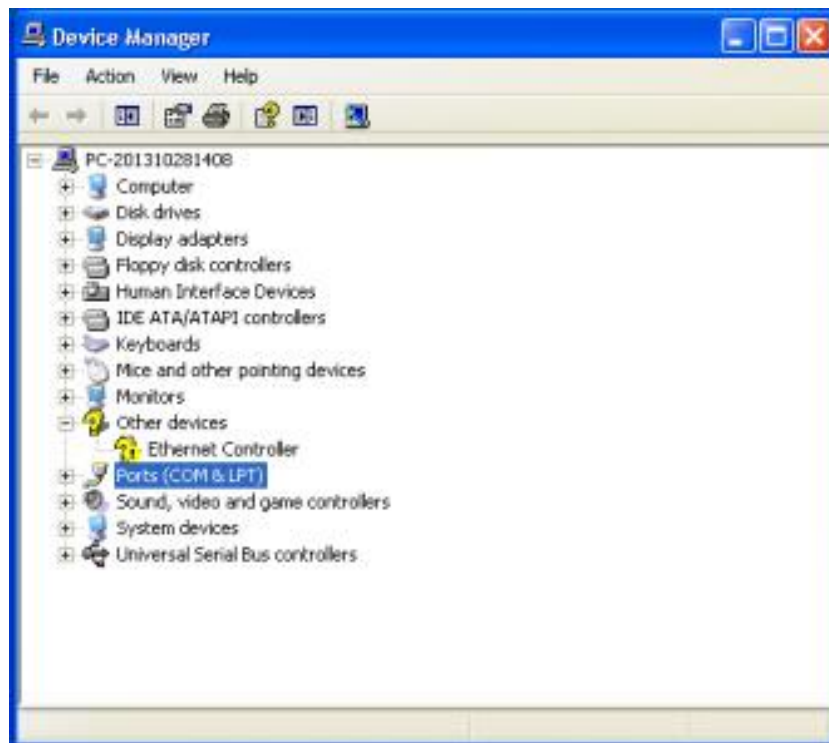 Device Manager
File Action View Help
PC-201310281408
Computer
Disk drives
Display adapters
Floppy disk controllers
Human Interface Devices
IDE ATA/ATAPI controllers
Keyboards
Mice and other pointing devices
Monitors
Other devices
Ethernet Controller
Ports (COM & LPT)
Sound, video and game controllers
System devices
Universal Serial Bus controllers